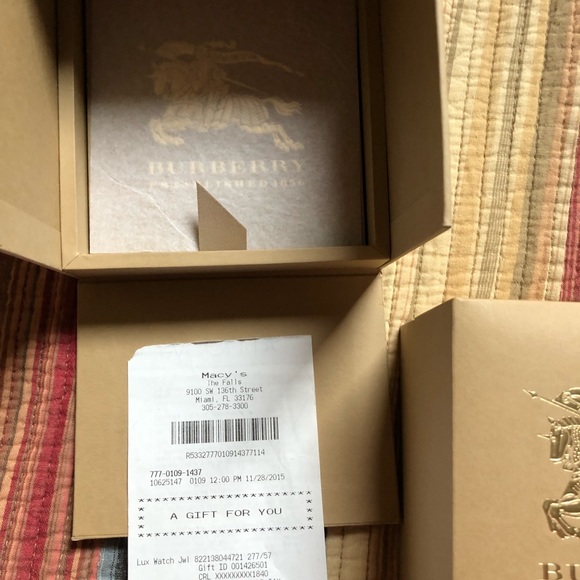 BURBERRY
ESTABLISHED 1856
Macy's
The Falls
9100 SW 136th Street
Miami, FL 33176
305-278-3300
R5332777010914377114
777-0109-1437
10625147 0109 12:00 PM 11/28/2015
A GIFT FOR YOU
Lux Watch Jwl 822138044721 277/57
Gift ID 001426501
CRL XXXXXXXXX1840
BU